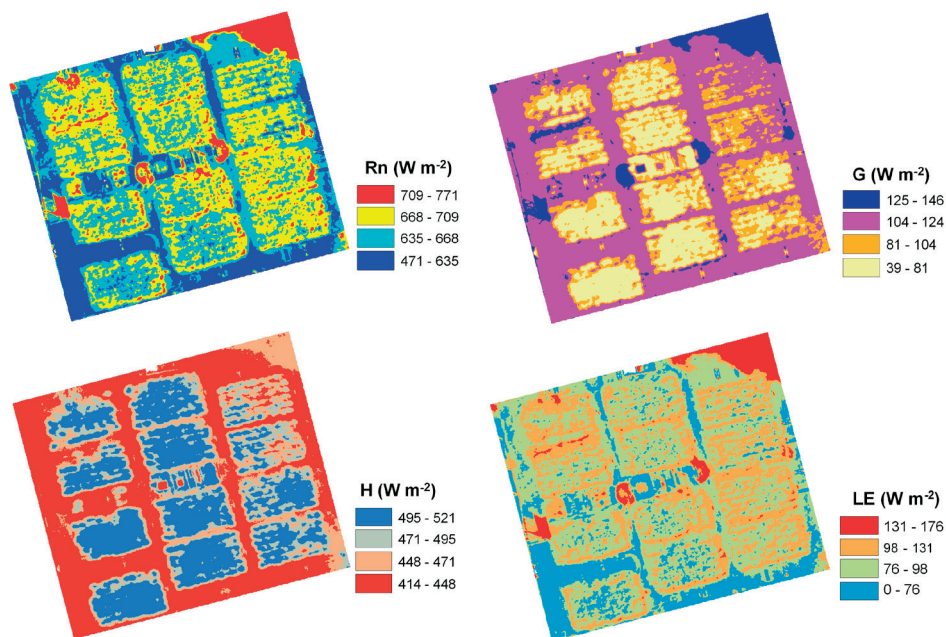 Rn (W m-2)
709 - 771
668 - 709
635 - 668
471 - 635
G (W m-2)
125 - 146
104 - 124
81 - 104
39 - 81
H (W m-2)
495 - 521
471 - 495
448 - 471
414 - 448
LE (W m-2)
131 - 176
98 - 131
76 - 98
0 - 76